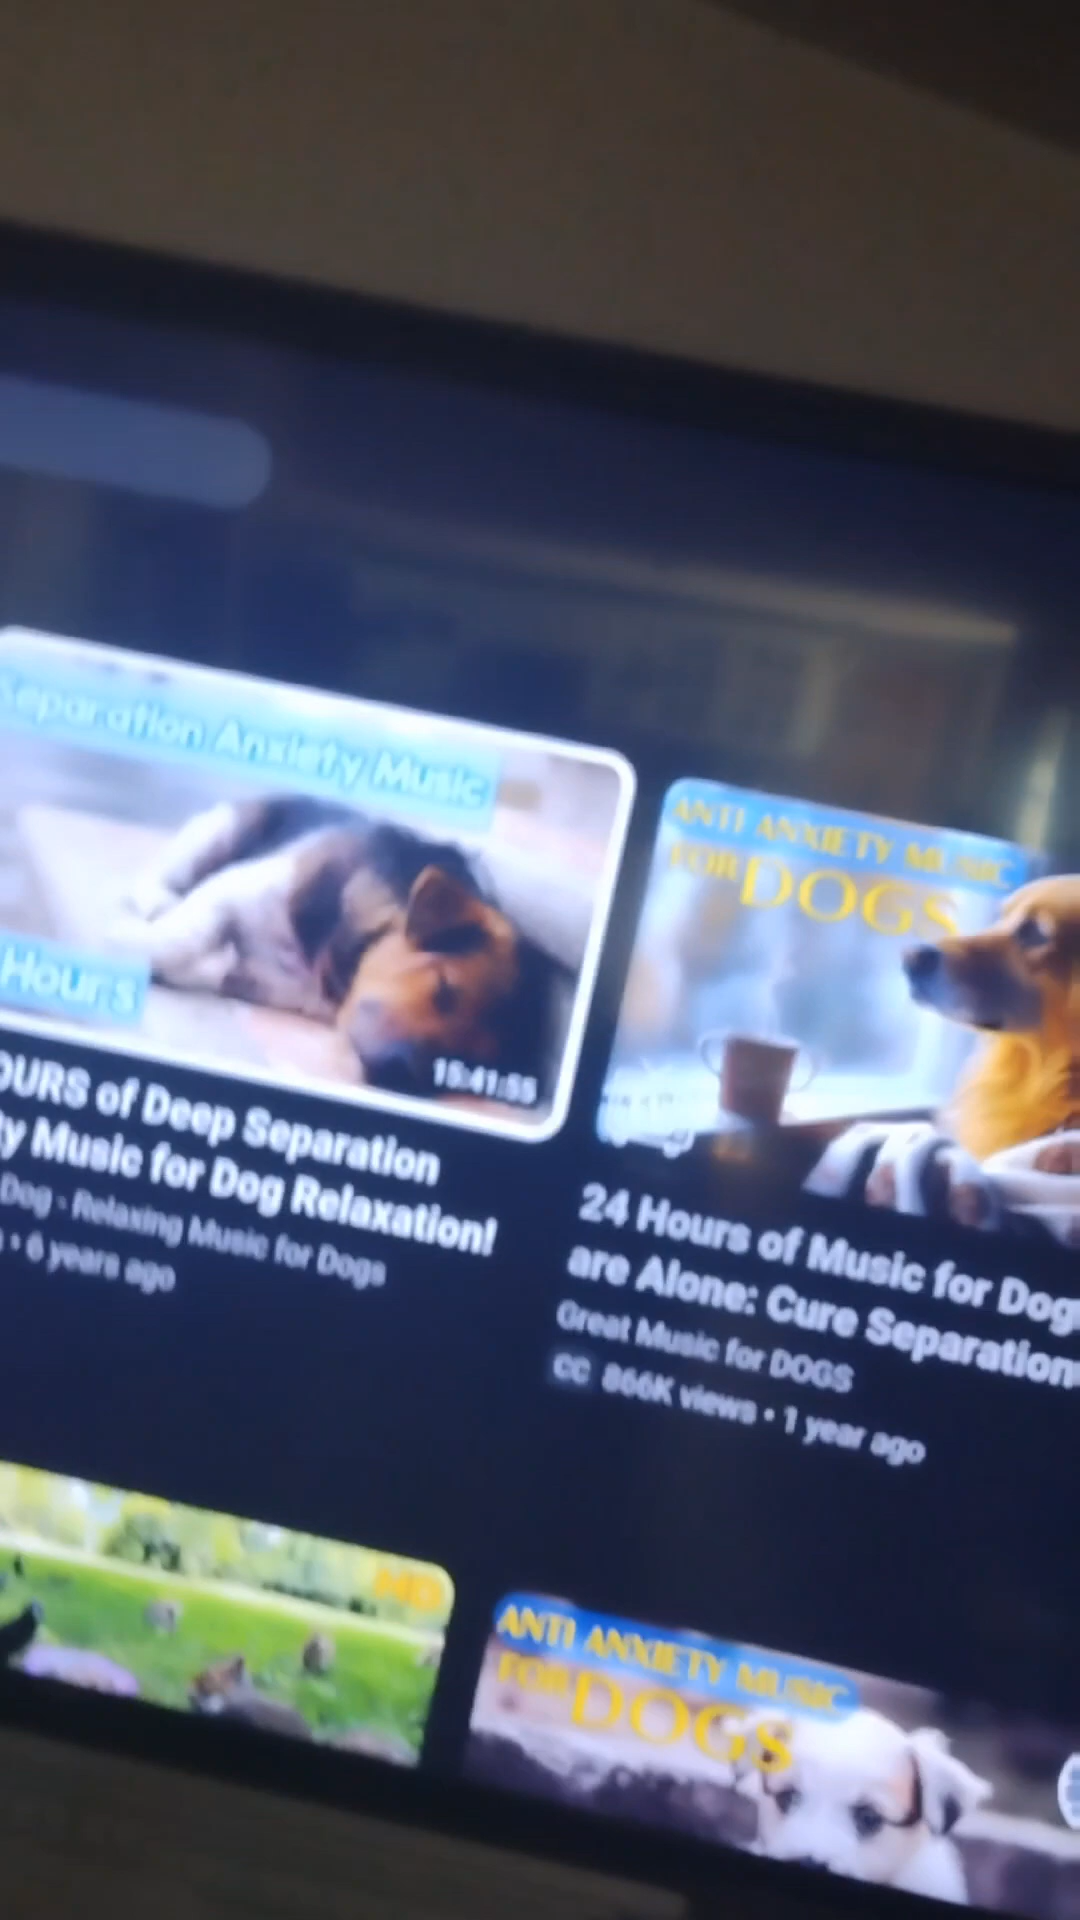 Separation Anxiety Music
Hours
15:41:55
OURS of Deep Separation
ty Music for Dog Relaxation!
Dog - Relaxing Music for Dogs
• 6 years ago
ANTI ANXIETY MUSIC
FOR DOGS
24 Hours of Music for Dog
are Alone: Cure Separation
Great Music for DOGS
CC 866K views • 1 year ago
HD
ANTI ANXIETY MUSIC
FOR DOGS